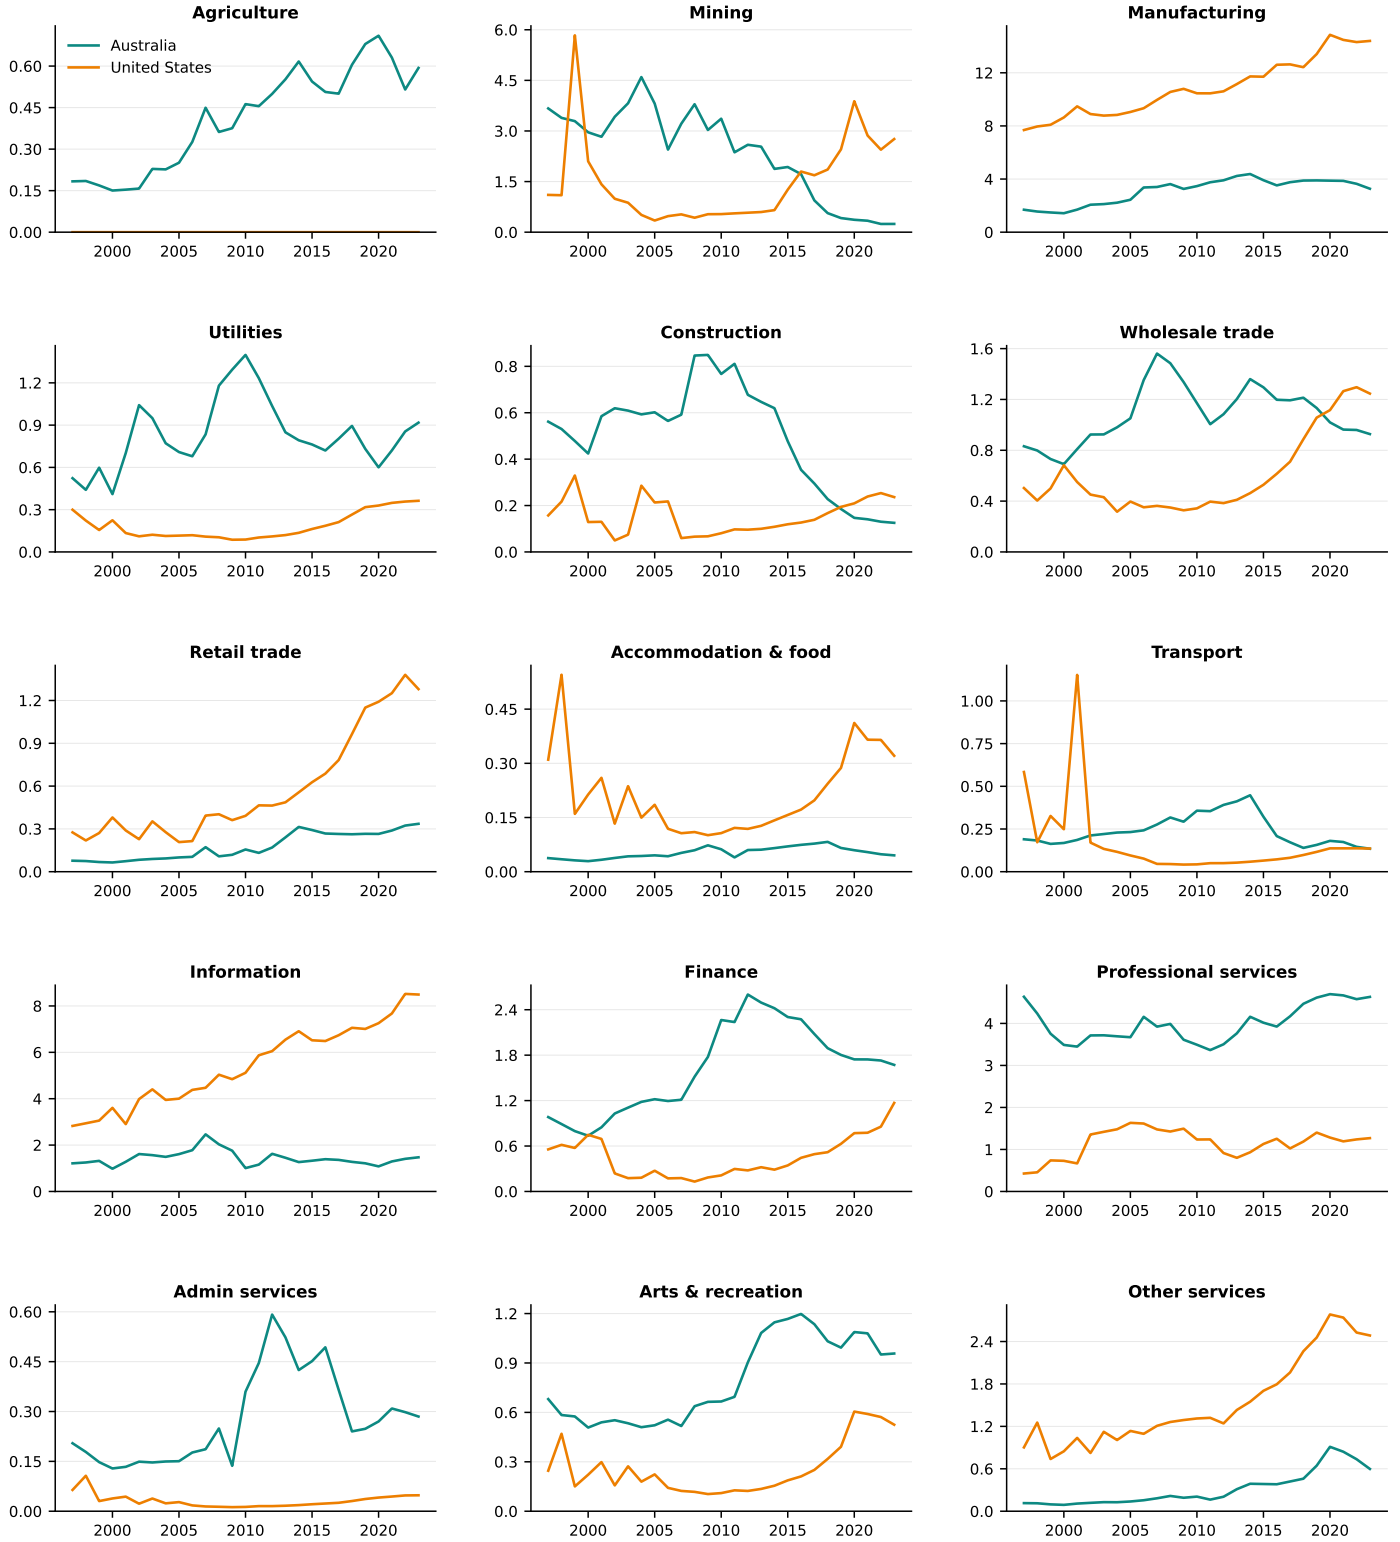 Agriculture
Australia
United States
0.60
0.45
0.30
0.15
0.00
2000 2005 2010 2015 2020
Mining
6.0
4.5
3.0
1.5
0.0
2000 2005 2010 2015 2020
Manufacturing
12
8
4
0
2000 2005 2010 2015 2020
Utilities
1.2
0.9
0.6
0.3
0.0
2000 2005 2010 2015 2020
Construction
0.8
0.6
0.4
0.2
0.0
2000 2005 2010 2015 2020
Wholesale trade
1.6
1.2
0.8
0.4
0.0
2000 2005 2010 2015 2020
Retail trade
1.2
0.9
0.6
0.3
0.0
2000 2005 2010 2015 2020
Accommodation & food
0.45
0.30
0.15
0.00
2000 2005 2010 2015 2020
Transport
1.00
0.75
0.50
0.25
0.00
2000 2005 2010 2015 2020
Information
8
6
4
2
0
2000 2005 2010 2015 2020
Finance
2.4
1.8
1.2
0.6
0.0
2000 2005 2010 2015 2020
Professional services
4
3
2
1
0
2000 2005 2010 2015 2020
Admin services
0.60
0.45
0.30
0.15
0.00
2000 2005 2010 2015 2020
Arts & recreation
1.2
0.9
0.6
0.3
0.0
2000 2005 2010 2015 2020
Other services
2.4
1.8
1.2
0.6
0.0
2000 2005 2010 2015 2020